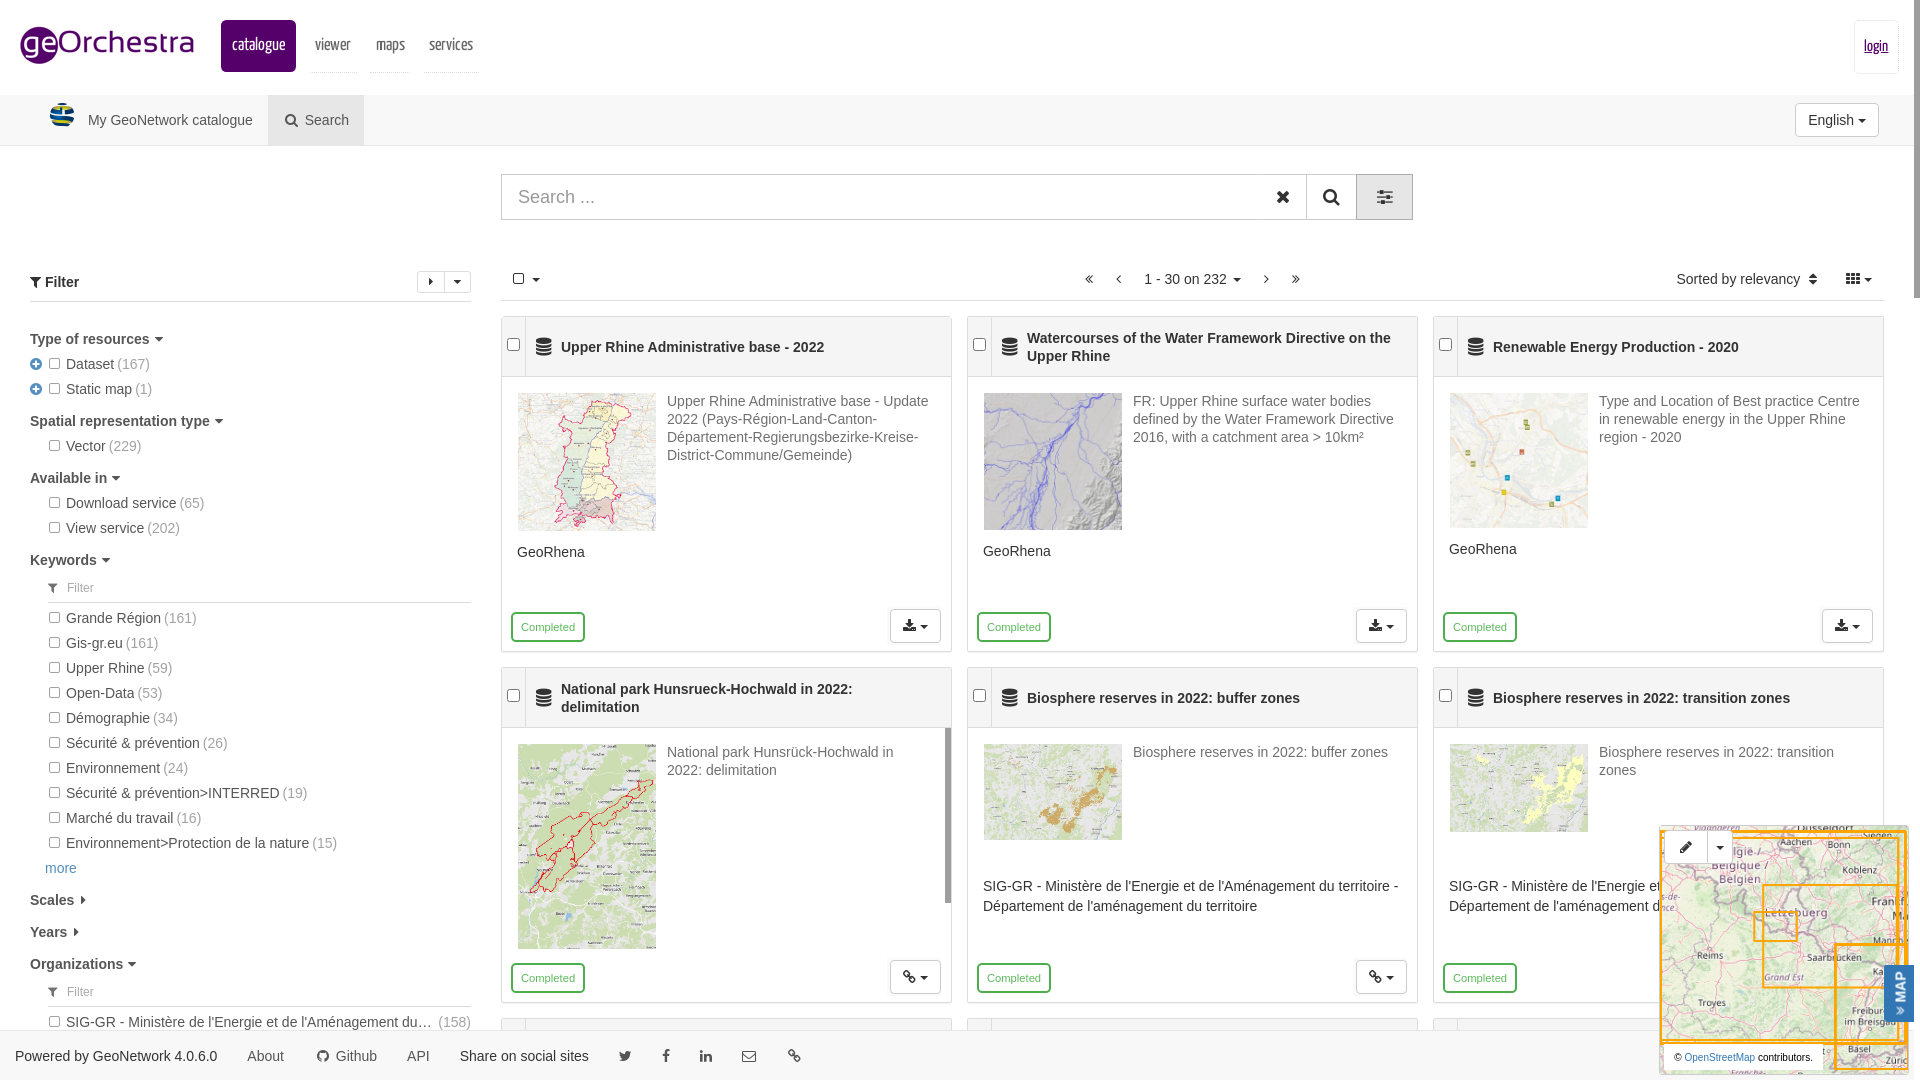 geOrchestra
catalogue
viewer
maps
services
login
My GeoNetwork catalogue
Search
English
Search ...
Filter
1 - 30 on 232
Sorted by relevancy
Type of resources
Dataset (167)
Static map (1)
Spatial representation type
Vector (229)
Available in
Download service (65)
View service (202)
Keywords
Filter
Grande Région (161)
Gis-gr.eu (161)
Upper Rhine (59)
Open-Data (53)
Démographie (34)
Sécurité & prévention (26)
Environnement (24)
Sécurité & prévention>INTERRED (19)
Marché du travail (16)
Environnement>Protection de la nature (15)
more
Scales
Years
Organizations
Filter
SIG-GR - Ministère de l'Energie et de l'Aménagement du… (158)
Upper Rhine Administrative base - 2022
Upper Rhine Administrative base - Update
2022 (Pays-Région-Land-Canton-
Département-Regierungsbezirke-Kreise-
District-Commune/Gemeinde)
GeoRhena
Completed
Watercourses of the Water Framework Directive on the
Upper Rhine
FR: Upper Rhine surface water bodies
defined by the Water Framework Directive
2016, with a catchment area > 10km²
GeoRhena
Completed
Renewable Energy Production - 2020
Type and Location of Best practice Centre
in renewable energy in the Upper Rhine
region - 2020
GeoRhena
Completed
National park Hunsrueck-Hochwald in 2022:
delimitation
National park Hunsrück-Hochwald in
2022: delimitation
Completed
Biosphere reserves in 2022: buffer zones
Biosphere reserves in 2022: buffer zones
SIG-GR - Ministère de l'Energie et de l'Aménagement du territoire -
Département de l'aménagement du territoire
Completed
Biosphere reserves in 2022: transition zones
Biosphere reserves in 2022: transition
zones
SIG-GR - Ministère de l'Energie et
Département de l'aménagement d
Completed
Düsseldorf
Siegen
Aachen
Bonn
België /
Belgique /
Belgien
Koblenz
Frankf
Lëtzebuerg
Mannhe
Saarbrücken
Reims
Grand Est
Ka
Troyes
Freiburg
im Breisgau
Basel
Züric
MAP
© OpenStreetMap contributors.
Powered by GeoNetwork 4.0.6.0
About
Github
API
Share on social sites